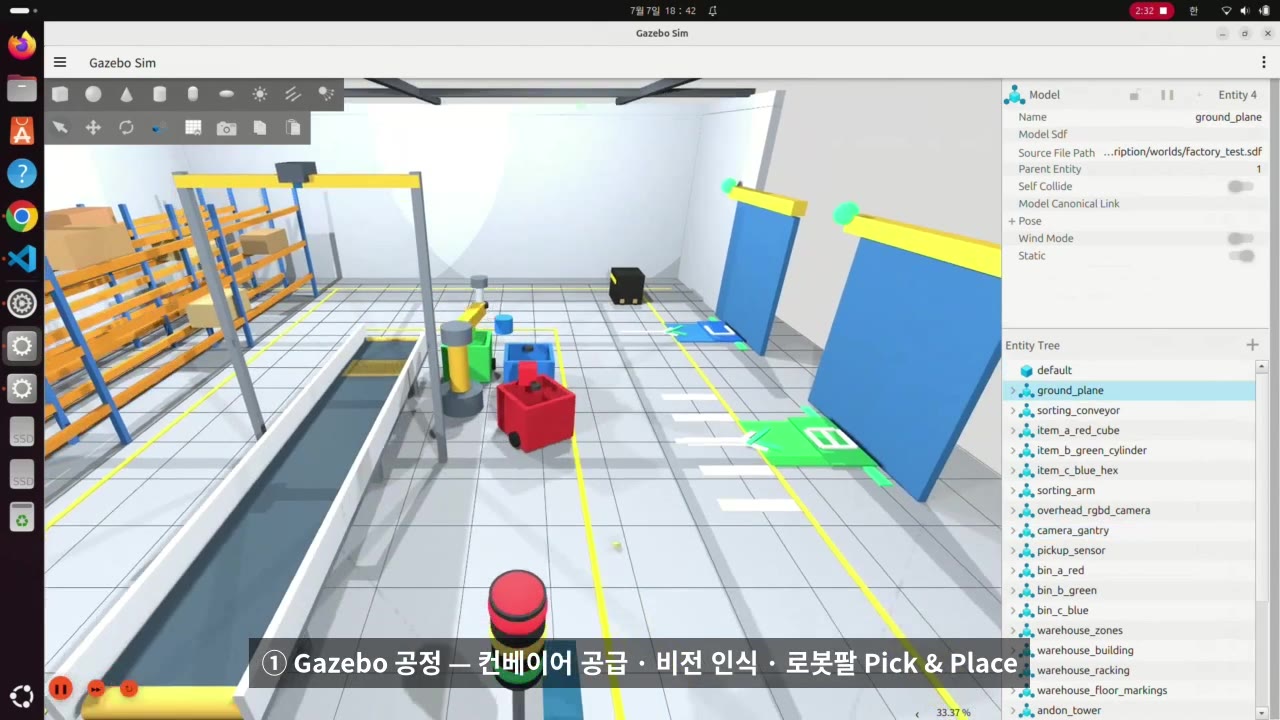 7월 7일 18 : 42
2:32
한
Gazebo Sim
Gazebo Sim
Model
Entity 4
Name
ground_plane
Model Sdf
Source File Path
...ription/worlds/factory_test.sdf
Parent Entity
1
Self Collide
Model Canonical Link
Pose
Wind Mode
Static
Entity Tree
default
ground_plane
sorting_conveyor
item_a_red_cube
item_b_green_cylinder
item_c_blue_hex
sorting_arm
overhead_rgbd_camera
camera_gantry
pickup_sensor
bin_a_red
bin_b_green
bin_c_blue
warehouse_zones
warehouse_building
warehouse_racking
warehouse_floor_markings
andon_tower
SSD
SSD
① Gazebo 공정 — 컨베이어 공급 · 비전 인식 · 로봇팔 Pick & Place
33.37 %